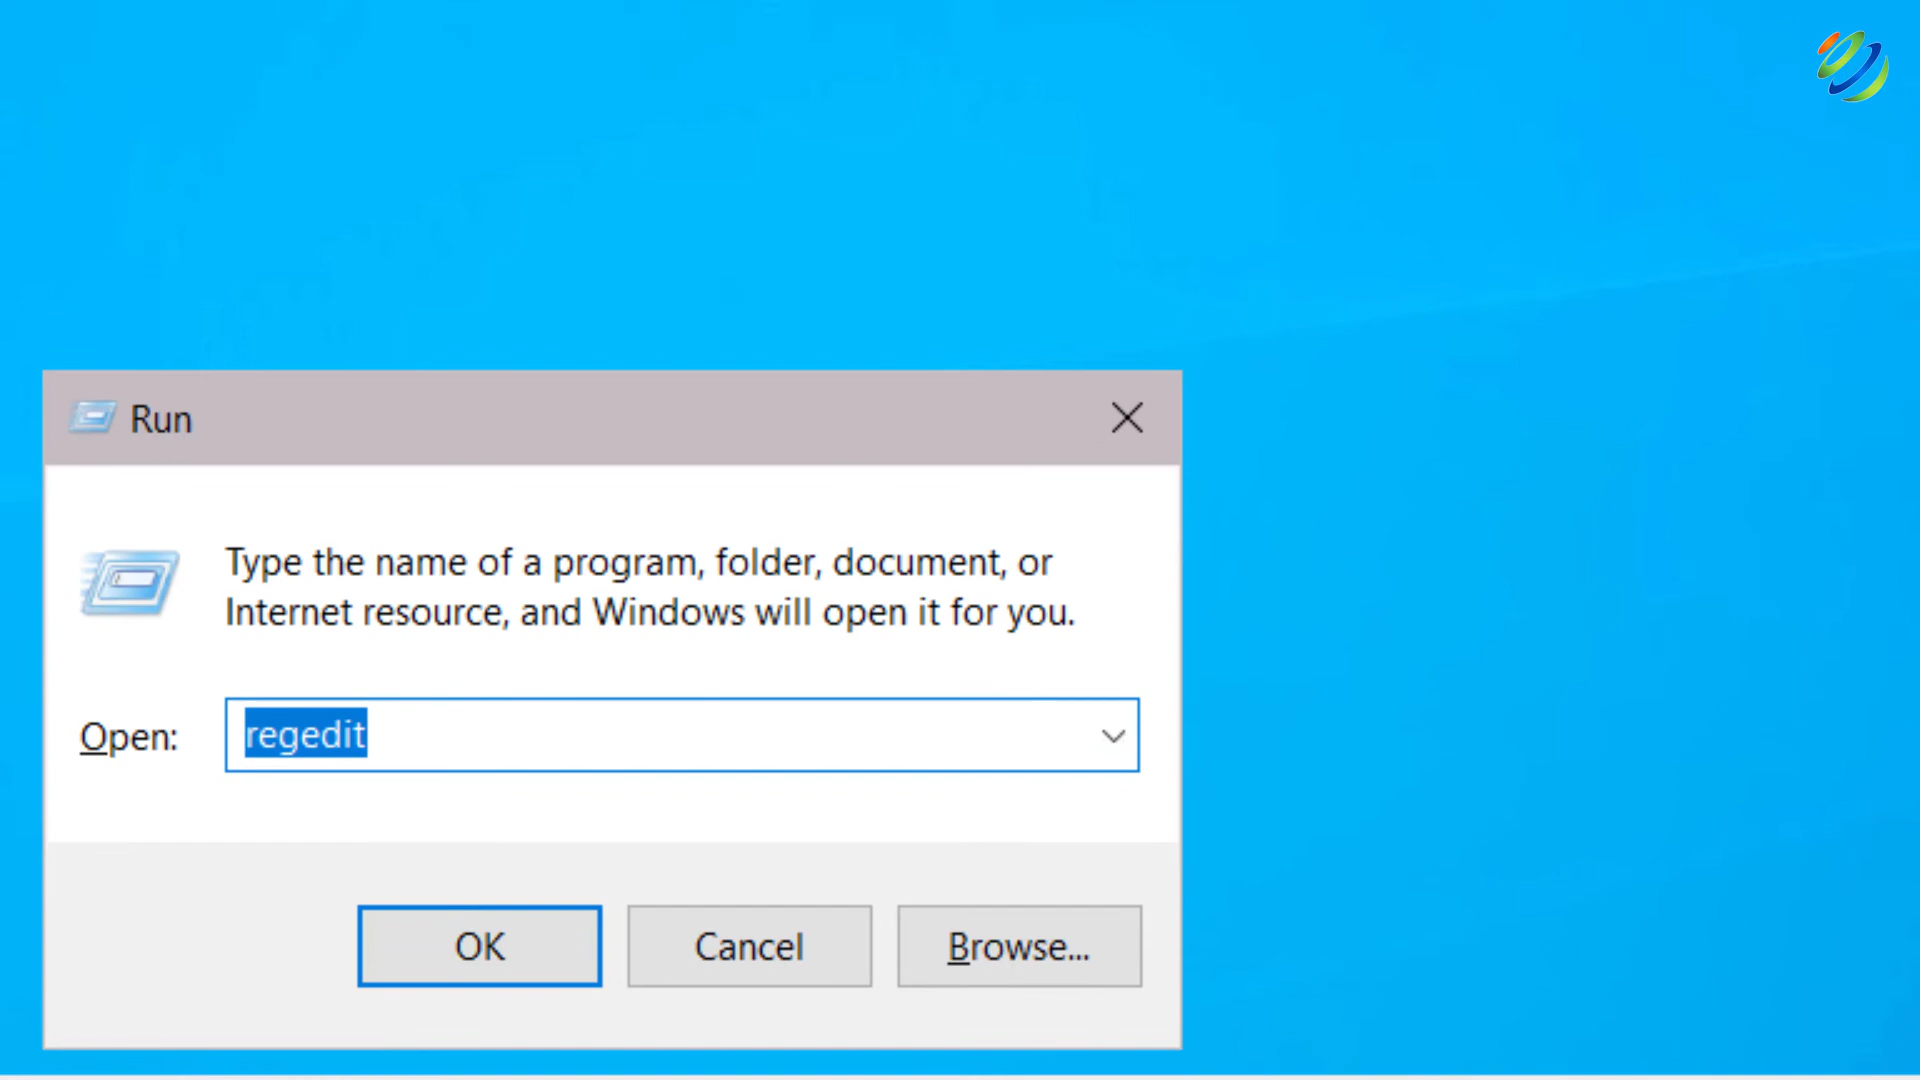 Run
Type the name of a program, folder, document, or
Internet resource, and Windows will open it for you.
Open: regedit
OK Cancel Browse...